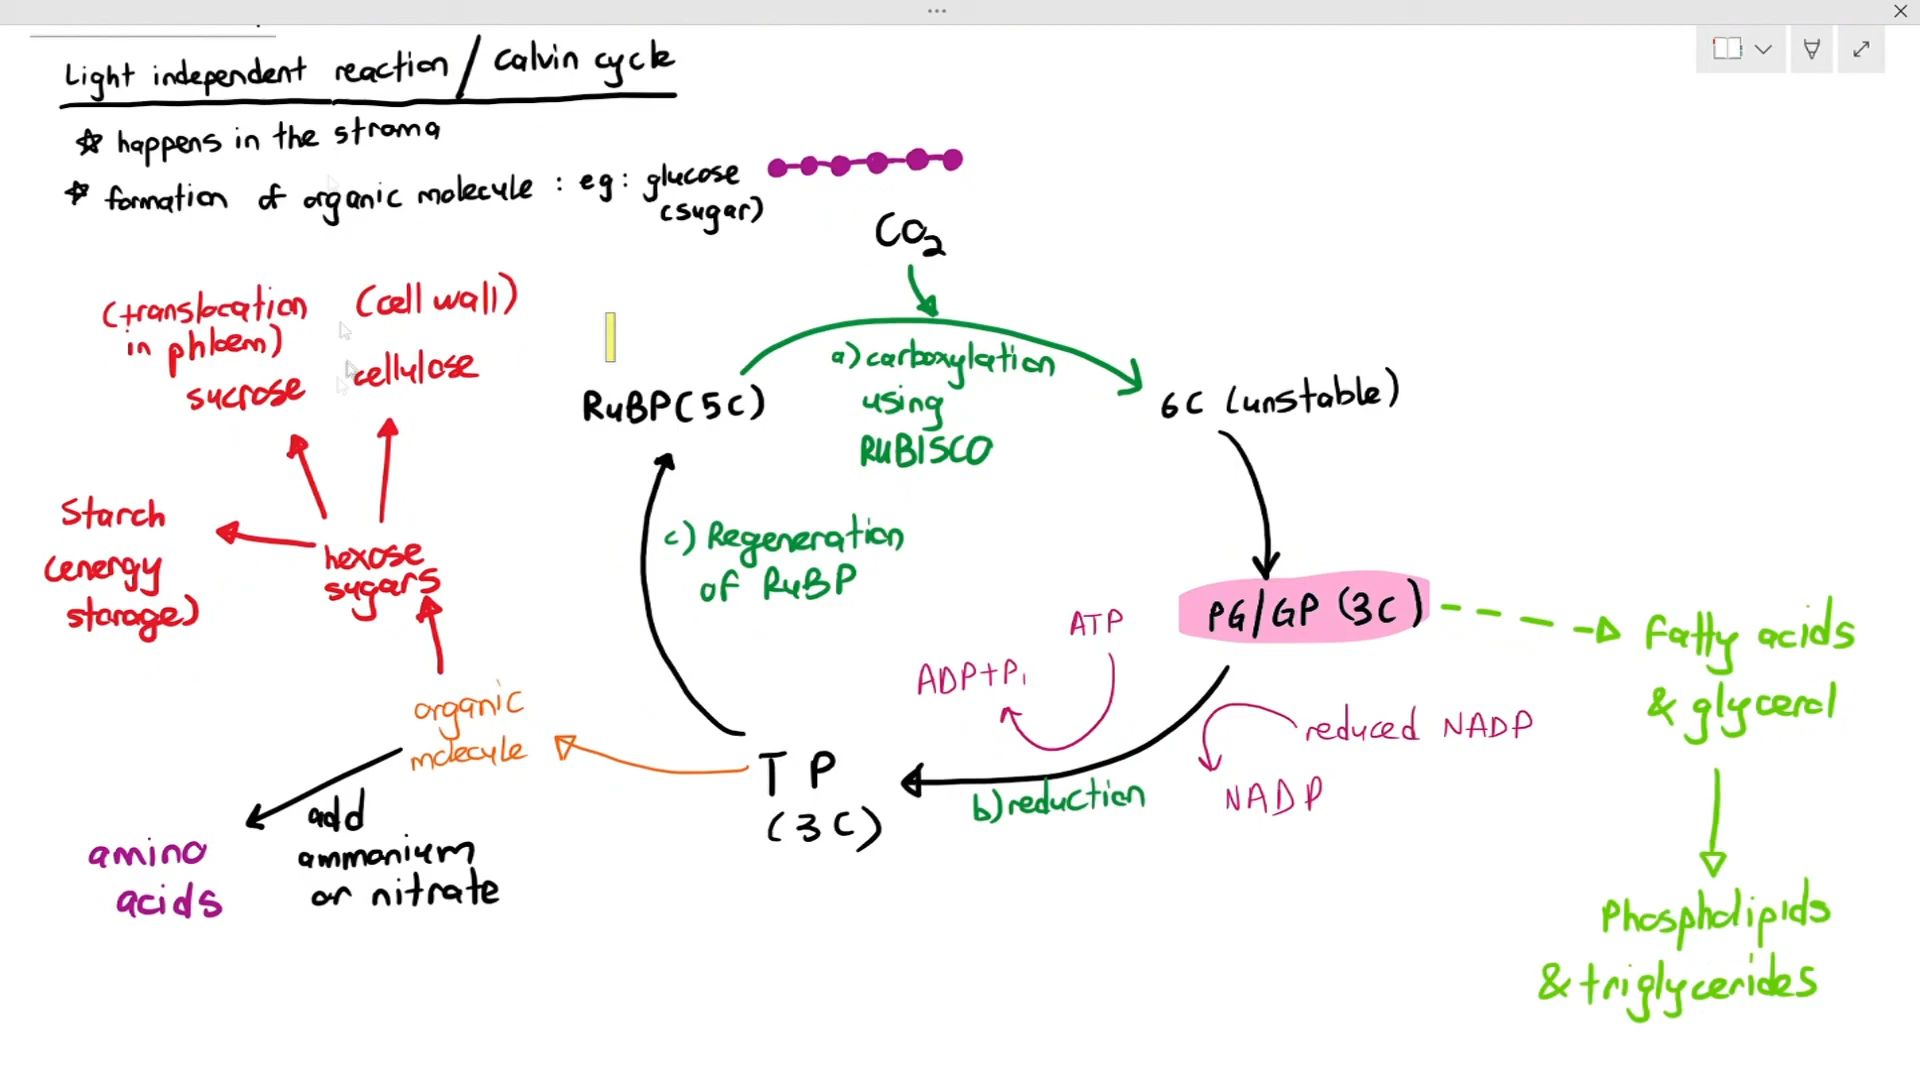 Light independent reaction / Calvin cycle
☆ happens in the stroma
☆ formation of organic molecule : eg: glucose
(sugar)
CO₂
(translocation
in phloem)
sucrose
(cell wall)
cellulose
a) carboxylation
using
RUBISCO
RuBP (5C)
6C (unstable)
Starch
(energy
storage)
hexose
sugars
c) Regeneration
of RuBP
PG/GP (3C)
Fatty acids
& glycerol
ATP
ADP+Pi
reduced NADP
NADP
organic
molecule
TP
(3C)
b) reduction
add
ammonium
or nitrate
amino
acids
Phospholipids
& triglycerides